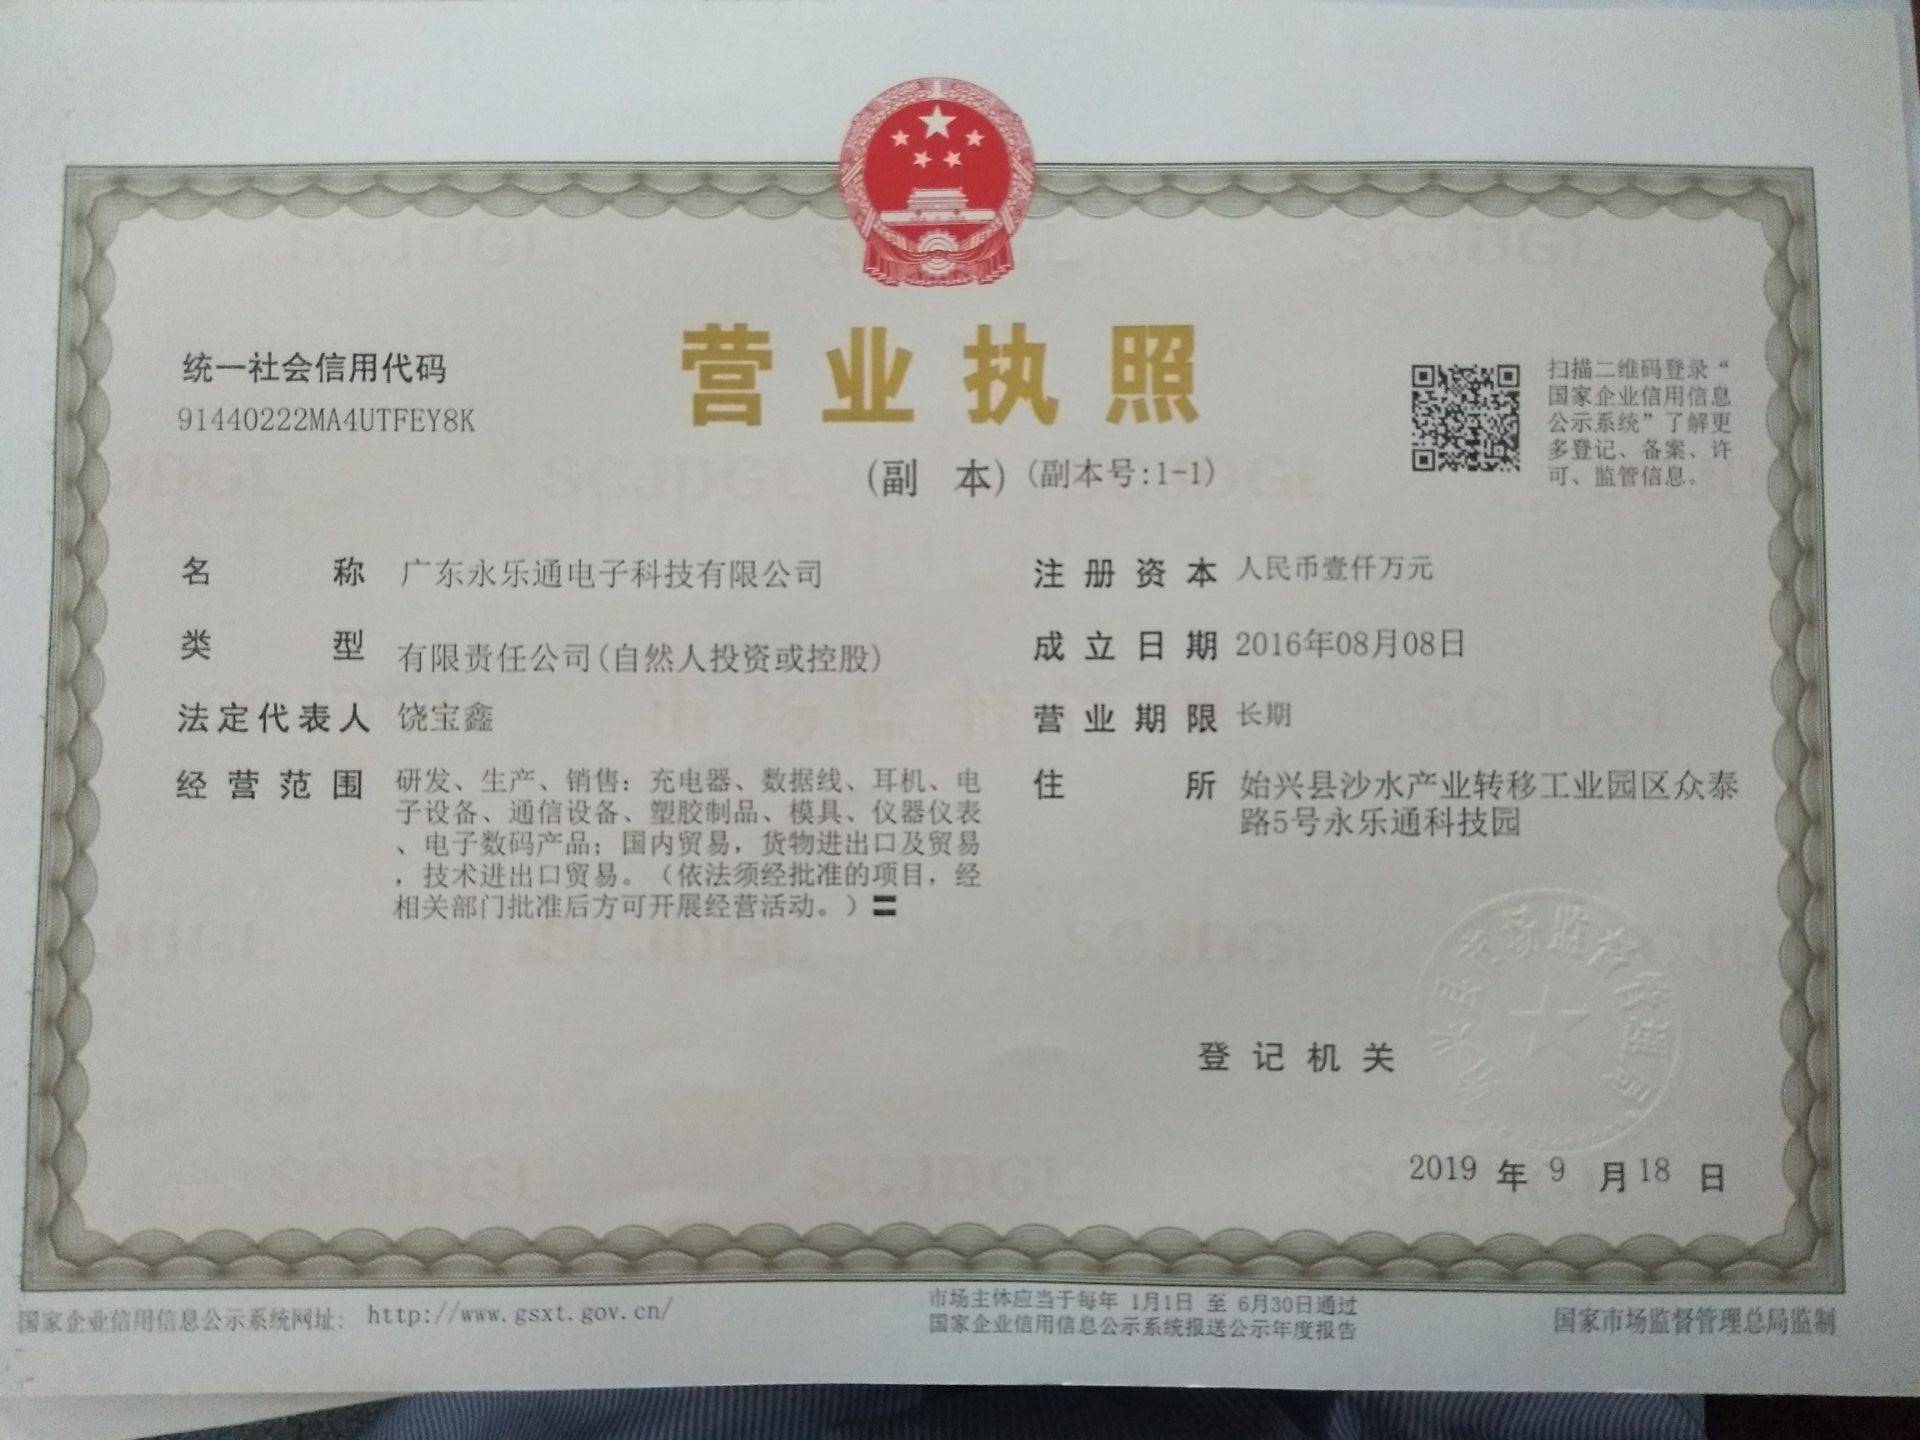 营业执照
(副 本) (副本号:1-1)
统一社会信用代码
91440222MA4UTFEY8K
扫描二维码登录“
国家企业信用信息
公示系统”了解更
多登记、备案、许
可、监管信息。
名 称 广东永乐通电子科技有限公司
类 型 有限责任公司(自然人投资或控股)
法定代表人 饶宝鑫
经营范围 研发、生产、销售：充电器、数据线、耳机、电
子设备、通信设备、塑胶制品、模具、仪器仪表
、电子数码产品；国内贸易，货物进出口及贸易
，技术进出口贸易。（依法须经批准的项目，经
相关部门批准后方可开展经营活动。）〓
注册资本 人民币壹仟万元
成立日期 2016年08月08日
营业期限 长期
住 所 始兴县沙水产业转移工业园区众泰
路5号永乐通科技园
登记机关
始兴县市场监督管理局
2019 年 9 月 18 日
国家企业信用信息公示系统网址： http://www.gsxt.gov.cn/
市场主体应当于每年 1月1日 至 6月30日通过
国家企业信用信息公示系统报送公示年度报告
国家市场监督管理总局监制
SCJDGL